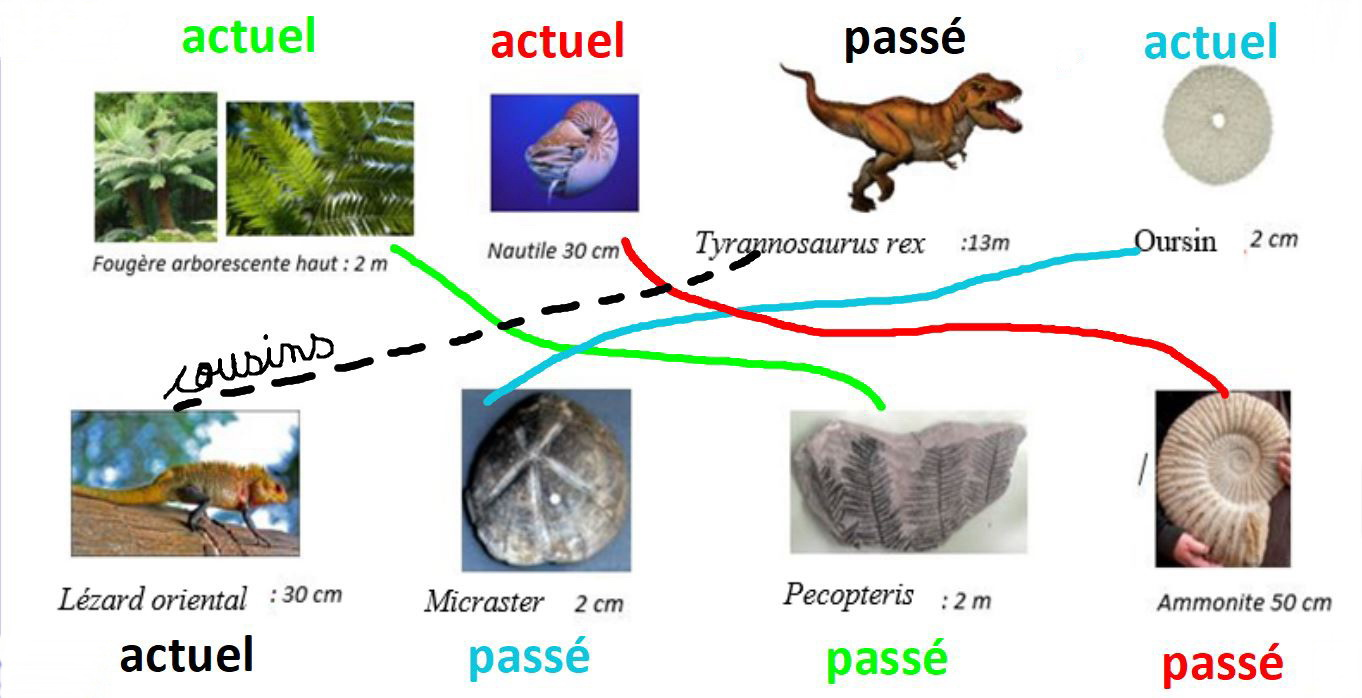 actuel
actuel
passé
actuel
Fougère arborescente haut : 2 m
Nautile 30 cm
Tyrannosaurus rex :13m
Oursin 2 cm
cousins
Lézard oriental : 30 cm
Micraster 2 cm
Pecopteris : 2 m
Ammonite 50 cm
actuel
passé
passé
passé